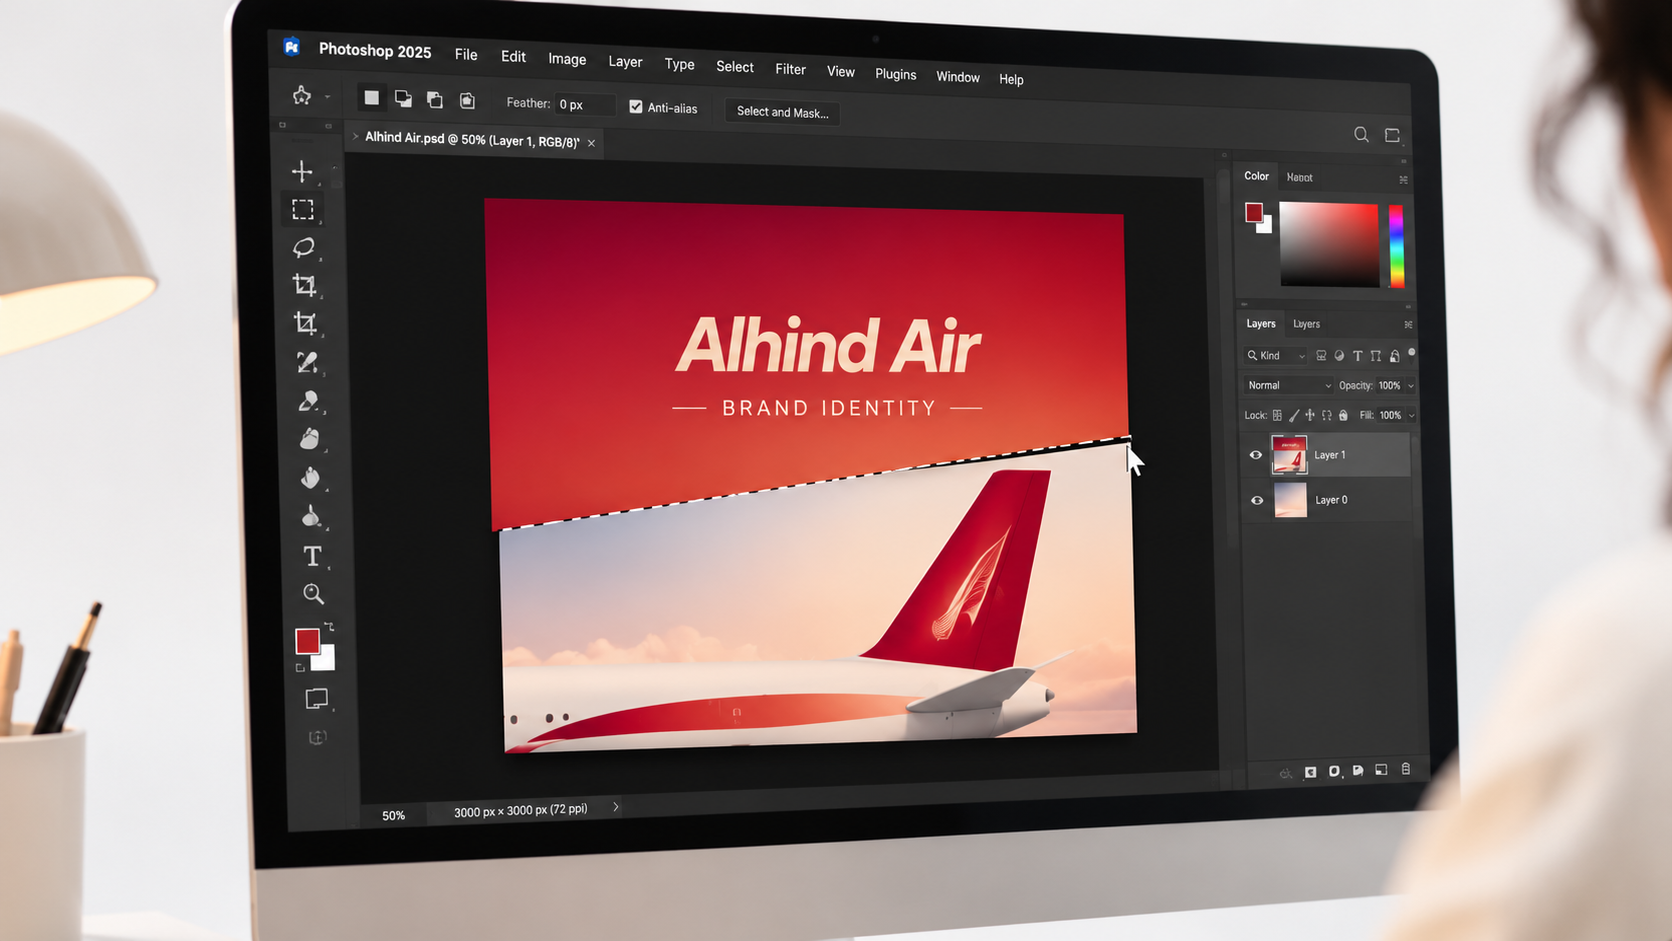 Photoshop 2025 File Edit Image Layer Type Select Filter View Plugins Window Help
Feather: 0 px Anti-alias Select and Mask...
Alhind Air.psd @ 50% (Layer 1, RGB/8)* ×
Color
Alhind Air
BRAND IDENTITY
Layers
Kind
Normal Opacity: 100%
Lock: Fill: 100%
Layer 1
Layer 0
50% 3000 px × 3000 px (72 ppi)